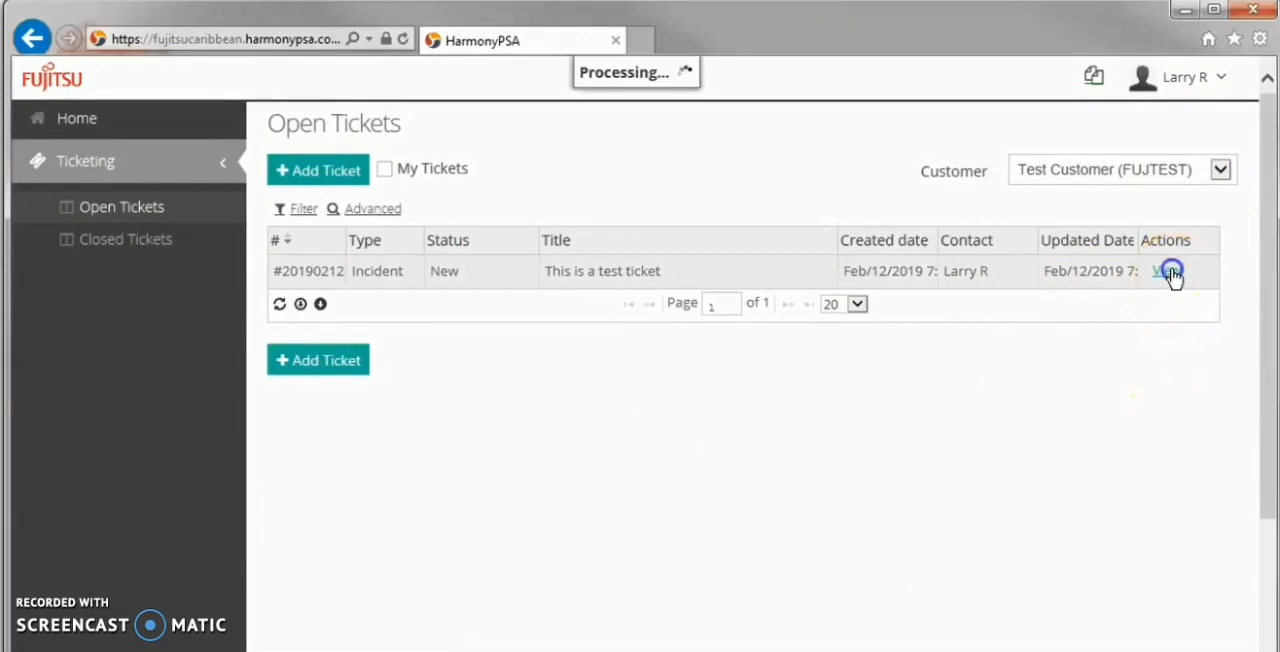 https://fujitsucaribbean.harmonypsa.co...
HarmonyPSA
FUJITSU
Processing...
Larry R
Home
Ticketing
Open Tickets
Closed Tickets
Open Tickets
+ Add Ticket
My Tickets
Customer
Test Customer (FUJTEST)
Filter
Advanced
# Type Status Title Created date Contact Updated Date Actions
#20190212 Incident New This is a test ticket Feb/12/2019 7: Larry R Feb/12/2019 7:
Page 1 of 1 20
+ Add Ticket
RECORDED WITH
SCREENCAST MATIC